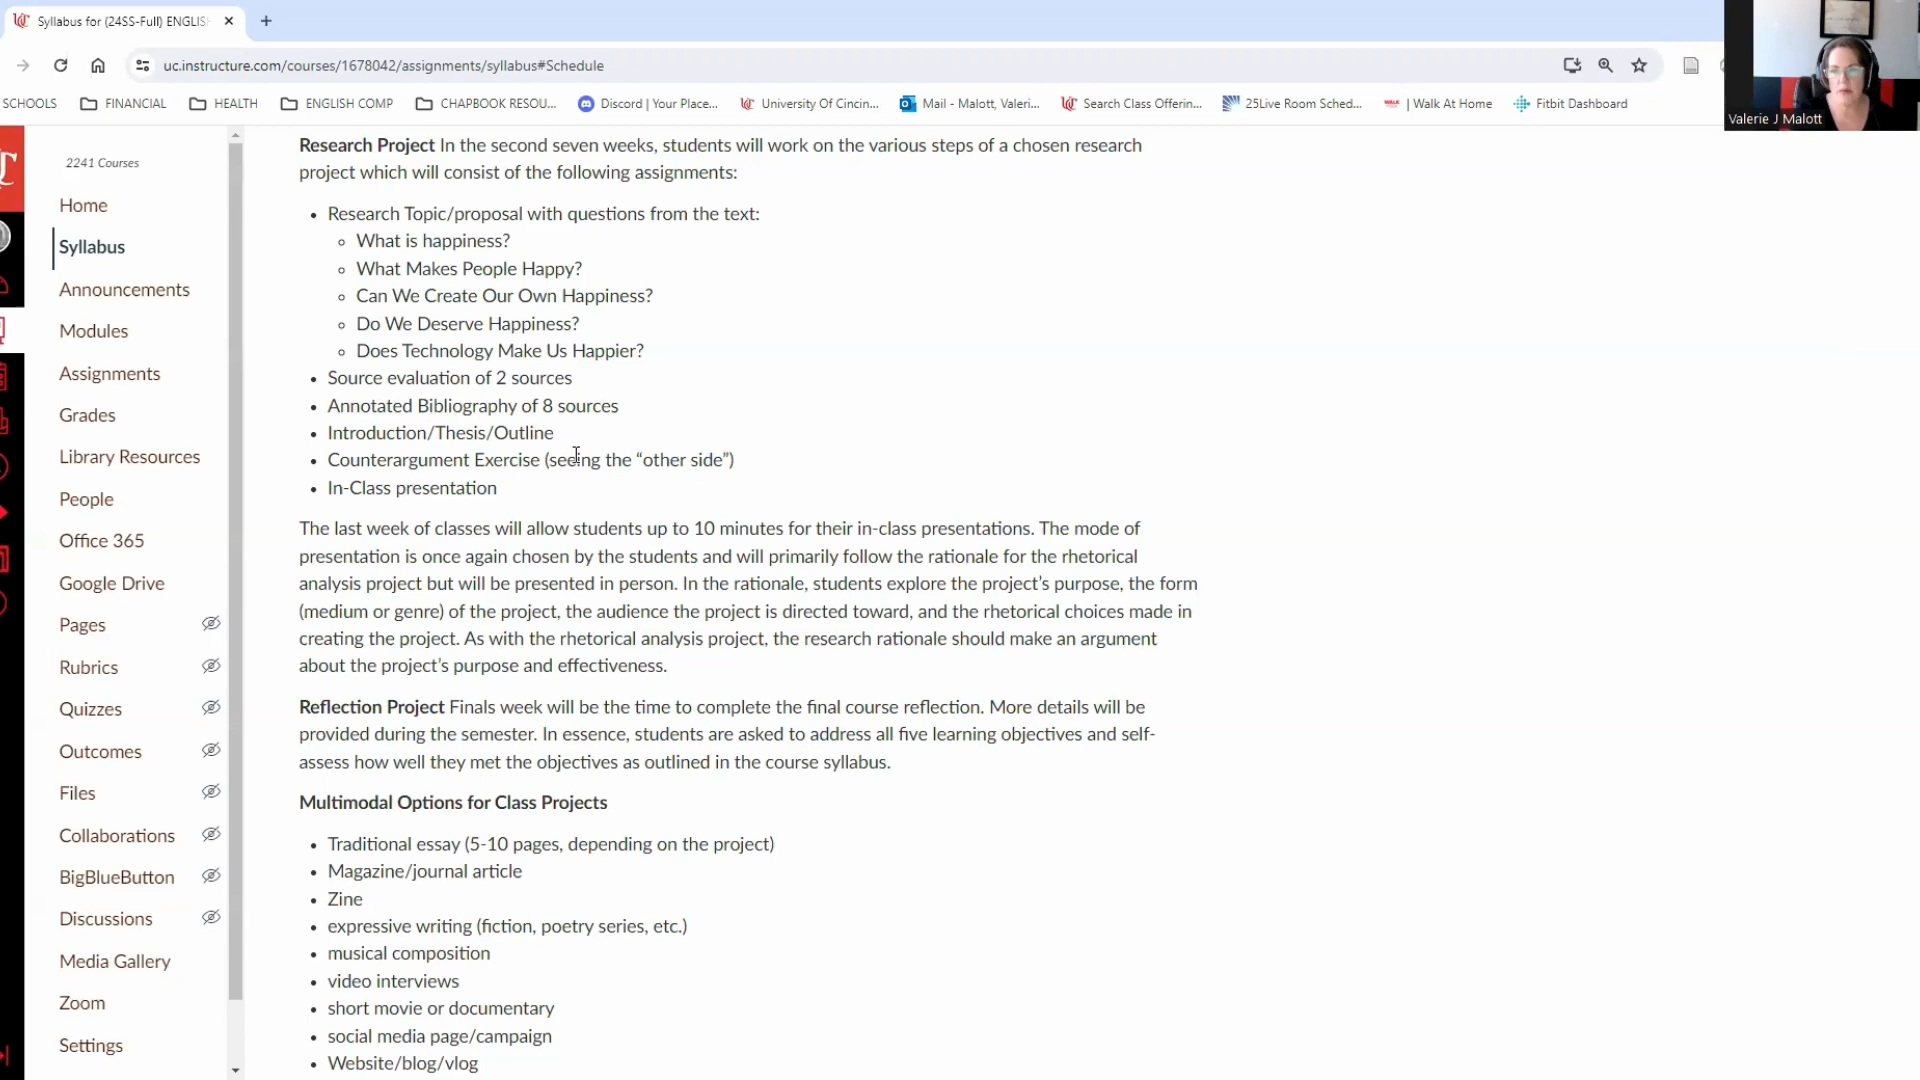 Syllabus for (24SS-Full) ENGLIS
uc.instructure.com/courses/1678042/assignments/syllabus#Schedule
SCHOOLS
FINANCIAL
HEALTH
ENGLISH COMP
CHAPBOOK RESOU...
Discord | Your Place...
University Of Cincin...
Mail - Malott, Valeri...
Search Class Offerin...
25Live Room Sched...
WALK
| Walk At Home
Fitbit Dashboard
Valerie J Malott
2241 Courses
Home
Syllabus
Announcements
Modules
Assignments
Grades
Library Resources
People
Office 365
Google Drive
Pages
Rubrics
Quizzes
Outcomes
Files
Collaborations
BigBlueButton
Discussions
Media Gallery
Zoom
Settings
Research Project In the second seven weeks, students will work on the various steps of a chosen research
project which will consist of the following assignments:
• Research Topic/proposal with questions from the text:
◦ What is happiness?
◦ What Makes People Happy?
◦ Can We Create Our Own Happiness?
◦ Do We Deserve Happiness?
◦ Does Technology Make Us Happier?
• Source evaluation of 2 sources
• Annotated Bibliography of 8 sources
• Introduction/Thesis/Outline
• Counterargument Exercise (seeing the “other side”)
• In-Class presentation
The last week of classes will allow students up to 10 minutes for their in-class presentations. The mode of
presentation is once again chosen by the students and will primarily follow the rationale for the rhetorical
analysis project but will be presented in person. In the rationale, students explore the project’s purpose, the form
(medium or genre) of the project, the audience the project is directed toward, and the rhetorical choices made in
creating the project. As with the rhetorical analysis project, the research rationale should make an argument
about the project’s purpose and effectiveness.
Reflection Project Finals week will be the time to complete the final course reflection. More details will be
provided during the semester. In essence, students are asked to address all five learning objectives and self-
assess how well they met the objectives as outlined in the course syllabus.
Multimodal Options for Class Projects
• Traditional essay (5-10 pages, depending on the project)
• Magazine/journal article
• Zine
• expressive writing (fiction, poetry series, etc.)
• musical composition
• video interviews
• short movie or documentary
• social media page/campaign
• Website/blog/vlog